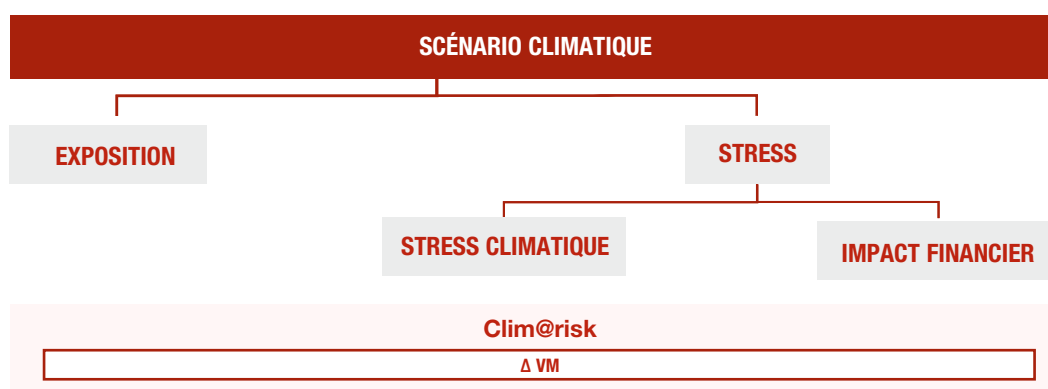 SCÉNARIO CLIMATIQUE
EXPOSITION
STRESS
STRESS CLIMATIQUE
IMPACT FINANCIER
Clim@risk
Δ VM